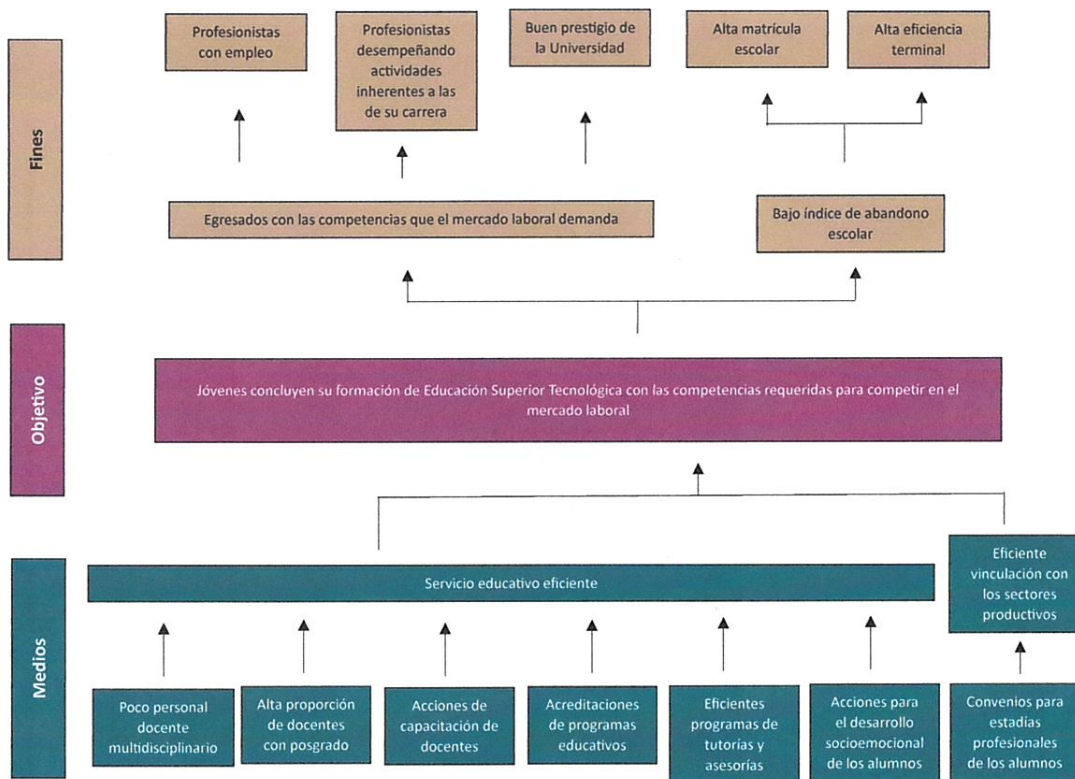 Fines
Profesionistas
con empleo
Profesionistas
desempeñando
actividades
inherentes a las
de su carrera
Buen prestigio de
la Universidad
Alta matrícula
escolar
Alta eficiencia
terminal
Egresados con las competencias que el mercado laboral demanda
Bajo índice de abandono
escolar
Objetivo
Jóvenes concluyen su formación de Educación Superior Tecnológica con las competencias requeridas para competir en el
mercado laboral
Medios
Servicio educativo eficiente
Eficiente
vinculación con
los sectores
productivos
Poco personal
docente
multidisciplinario
Alta proporción
de docentes
con posgrado
Acciones de
capacitación de
docentes
Acreditaciones
de programas
educativos
Eficientes
programas de
tutorías y
asesorías
Acciones para
el desarrollo
socioemocional
de los alumnos
Convenios para
estadías
profesionales
de los alumnos